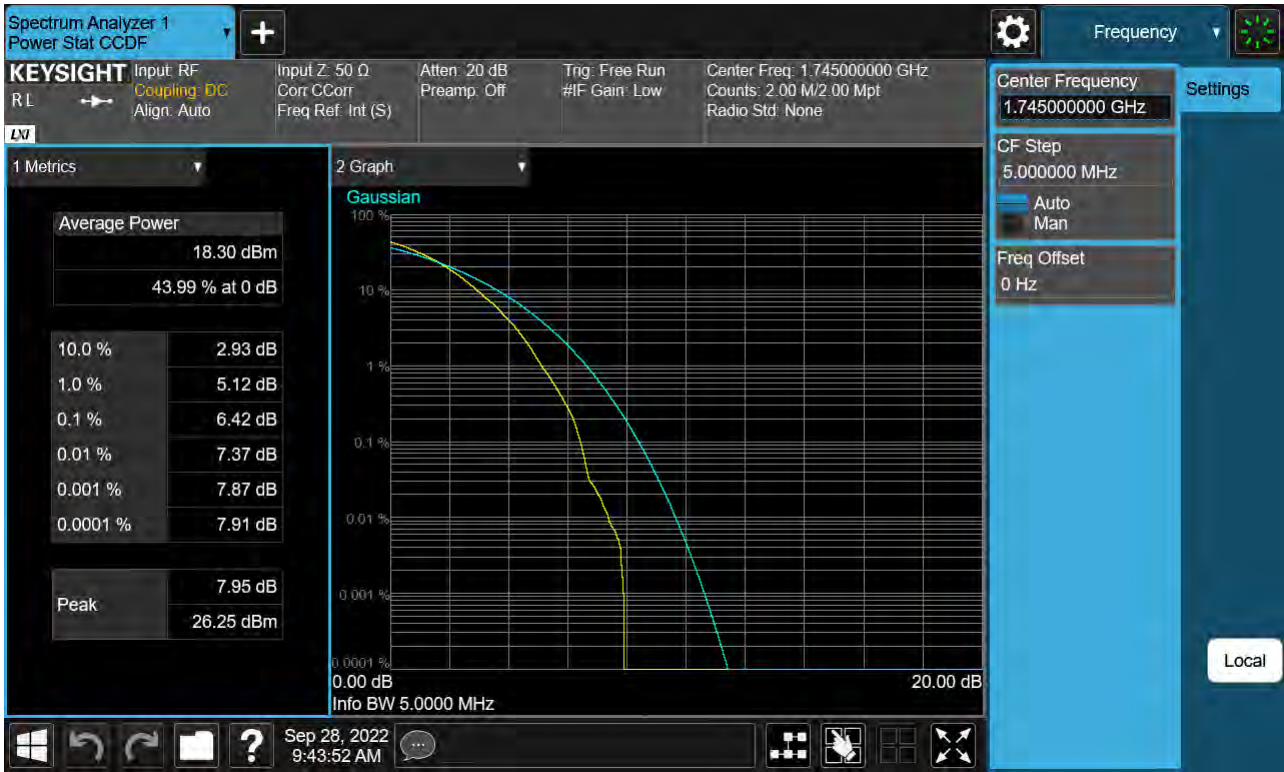 Spectrum Analyzer 1
Power Stat CCDF
Frequency
KEYSIGHT
RL
LXI
Input: RF
Coupling: DC
Align: Auto
Input Z: 50 Ω
Corr CCorr
Freq Ref: Int (S)
Atten: 20 dB
Preamp: Off
Trig: Free Run
#IF Gain: Low
Center Freq: 1.745000000 GHz
Counts: 2.00 M/2.00 Mpt
Radio Std: None
Center Frequency
1.745000000 GHz
CF Step
5.000000 MHz
Auto
Man
Freq Offset
0 Hz
Settings
Local
1 Metrics
Average Power
18.30 dBm
43.99 % at 0 dB
10.0 % 2.93 dB
1.0 % 5.12 dB
0.1 % 6.42 dB
0.01 % 7.37 dB
0.001 % 7.87 dB
0.0001 % 7.91 dB
Peak
7.95 dB
26.25 dBm
2 Graph
Gaussian
100 %
10 %
1 %
0.1 %
0.01 %
0.001 %
0.0001 %
0.00 dB 20.00 dB
Info BW 5.0000 MHz
?
Sep 28, 2022
9:43:52 AM